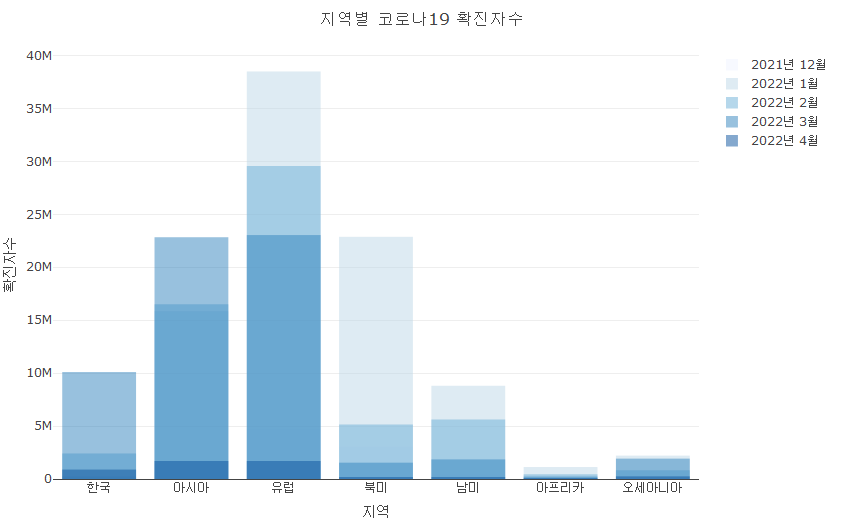 지역별 코로나19 확진자수
40M
35M
30M
25M
20M
15M
10M
5M
0
확진자수
한국 아시아 유럽 북미 남미 아프리카 오세아니아
지역
2021년 12월
2022년 1월
2022년 2월
2022년 3월
2022년 4월